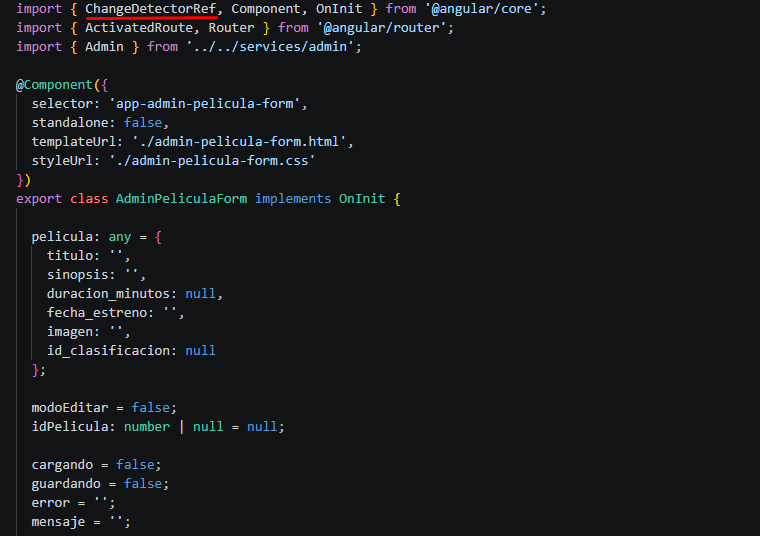 import { ChangeDetectorRef, Component, OnInit } from '@angular/core';
import { ActivatedRoute, Router } from '@angular/router';
import { Admin } from '../../services/admin';
@Component({
selector: 'app-admin-pelicula-form',
standalone: false,
templateUrl: './admin-pelicula-form.html',
styleUrl: './admin-pelicula-form.css'
})
export class AdminPeliculaForm implements OnInit {
pelicula: any = {
titulo: '',
sinopsis: '',
duracion_minutos: null,
fecha_estreno: '',
imagen: '',
id_clasificacion: null
};
modoEditar = false;
idPelicula: number | null = null;
cargando = false;
guardando = false;
error = '';
mensaje = '';